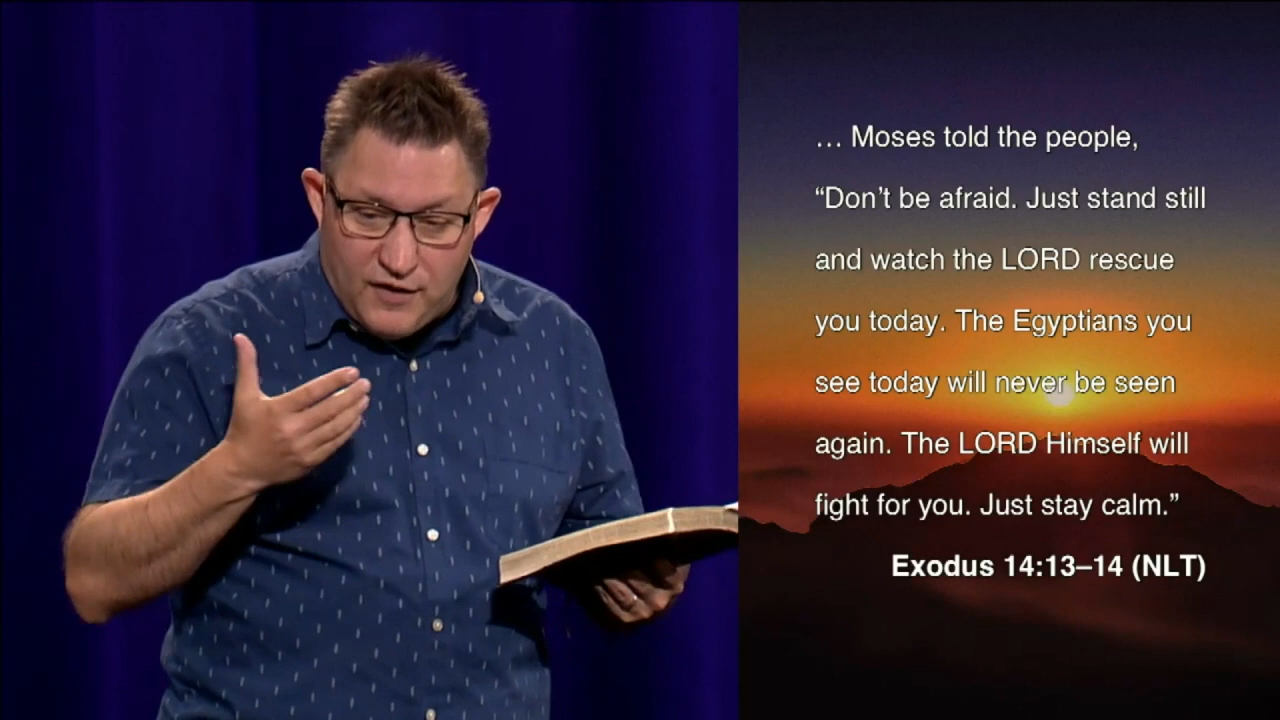 … Moses told the people,
“Don’t be afraid. Just stand still
and watch the LORD rescue
you today. The Egyptians you
see today will never be seen
again. The LORD Himself will
fight for you. Just stay calm.”
Exodus 14:13–14 (NLT)